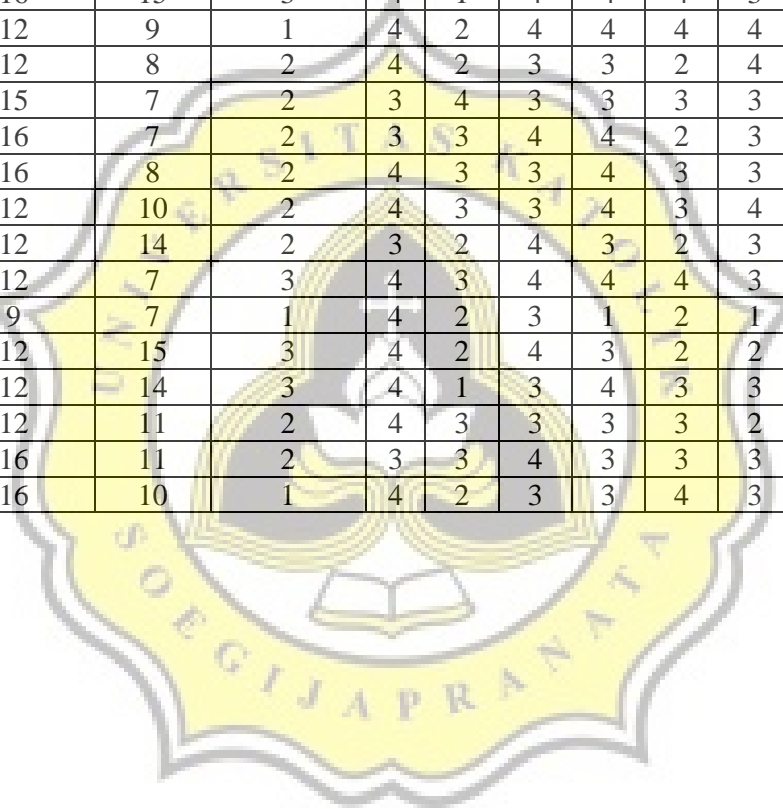 12 9 1 4 2 4 4 4 4
12 8 2 4 2 3 3 2 4
15 7 2 3 4 3 3 3 3
16 7 2 3 3 4 4 2 3
16 8 2 4 3 3 4 3 3
12 10 2 4 3 3 4 3 4
12 14 2 3 2 4 3 2 3
12 7 3 4 3 4 4 4 3
9 7 1 4 2 3 1 2 1
12 15 3 4 2 4 3 2 2
12 14 3 4 1 3 4 3 3
12 11 2 4 3 3 3 3 2
16 11 2 3 3 4 3 3 3
16 10 1 4 2 3 3 4 3
UNIVERSITAS KATOLIK
SOEGIJAPRANATA